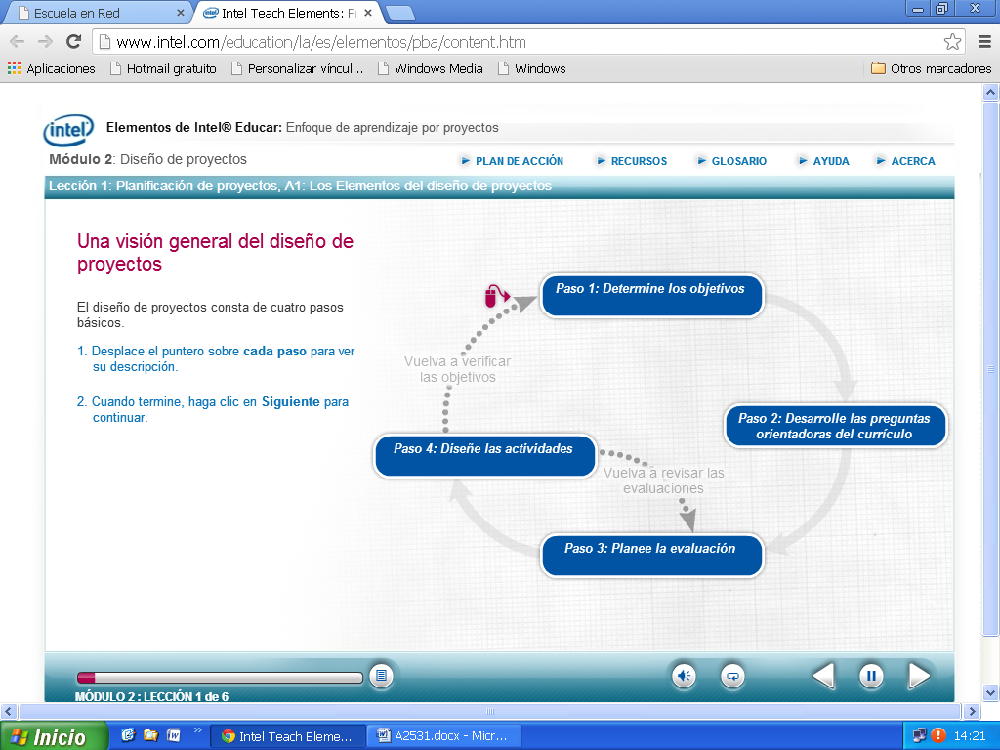 Escuela en Red
Intel Teach Elements: P
www.intel.com/education/la/es/elementos/pba/content.htm
Aplicaciones Hotmail gratuito Personalizar víncul... Windows Media Windows Otros marcadores
intel Elementos de Intel® Educar: Enfoque de aprendizaje por proyectos
Módulo 2: Diseño de proyectos
PLAN DE ACCIÓN RECURSOS GLOSARIO AYUDA ACERCA
Lección 1: Planificación de proyectos, A1: Los Elementos del diseño de proyectos
Una visión general del diseño de
proyectos
El diseño de proyectos consta de cuatro pasos
básicos.
1. Desplace el puntero sobre cada paso para ver
su descripción.
2. Cuando termine, haga clic en Siguiente para
continuar.
Paso 1: Determine los objetivos
Vuelva a verificar
las objetivos
Paso 2: Desarrolle las preguntas
orientadoras del currículo
Paso 4: Diseñe las actividades
Vuelva a revisar las
evaluaciones
Paso 3: Planee la evaluación
MÓDULO 2 : LECCIÓN 1 de 6
Inicio Intel Teach Eleme... A2531.docx - Micr... 14:21